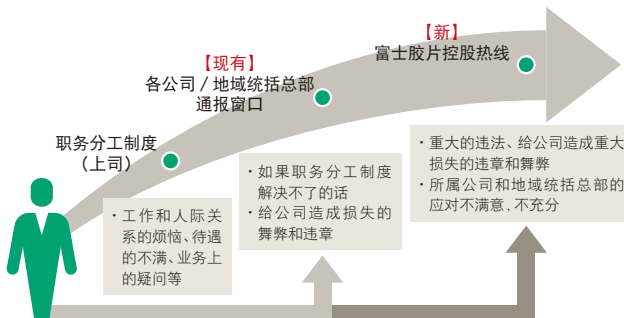 【新】
富士胶片控股热线
【现有】
各公司 / 地域统括总部
通报窗口
职务分工制度
（上司）
・重大的违法、给公司造成重大
损失的违章和舞弊
・所属公司和地域统括总部的
应对不满意，不充分
・如果职务分工制度
解决不了的话
・给公司造成损失的
舞弊和违章
・工作和人际关
系的烦恼、待遇
的不满、业务上
的疑问等